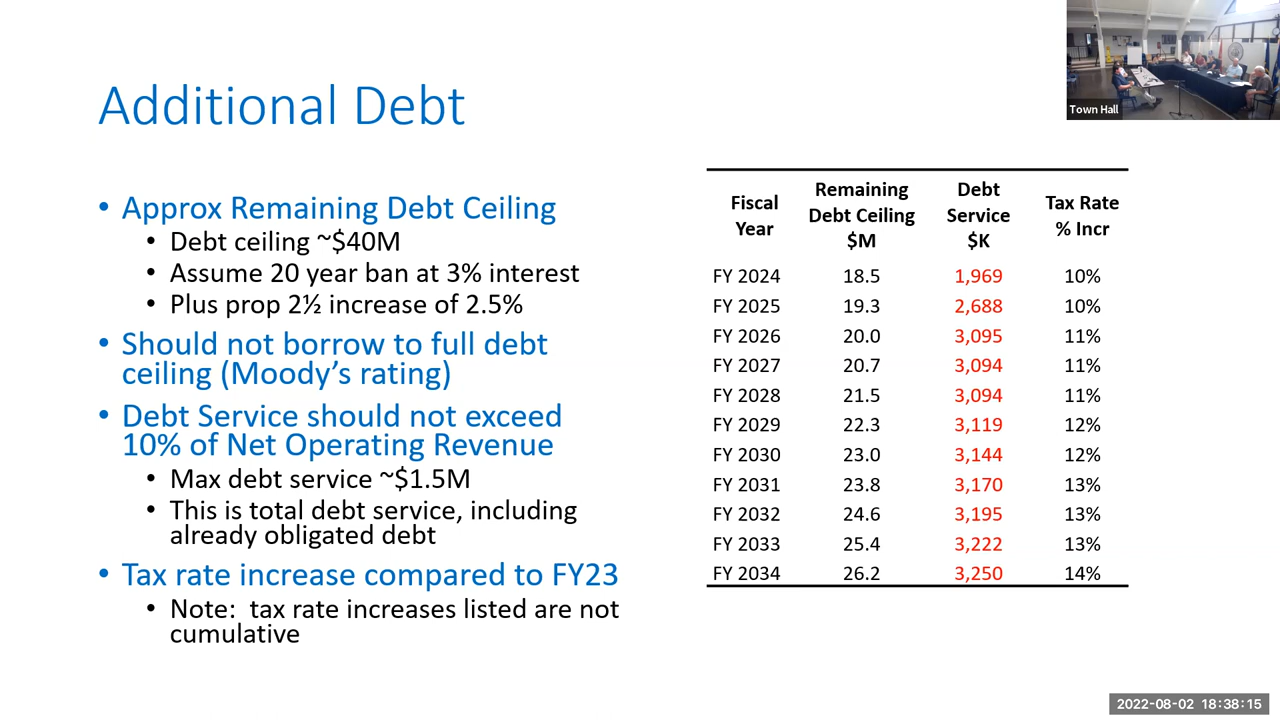 Town Hall
Additional Debt
• Approx Remaining Debt Ceiling
• Debt ceiling ~$40M
• Assume 20 year ban at 3% interest
• Plus prop 2½ increase of 2.5%
• Should not borrow to full debt
ceiling (Moody's rating)
• Debt Service should not exceed
10% of Net Operating Revenue
• Max debt service ~$1.5M
• This is total debt service, including
already obligated debt
• Tax rate increase compared to FY23
• Note: tax rate increases listed are not
cumulative
Fiscal Year Remaining Debt Ceiling $M Debt Service $K Tax Rate % Incr
FY 2024 18.5 1,969 10%
FY 2025 19.3 2,688 10%
FY 2026 20.0 3,095 11%
FY 2027 20.7 3,094 11%
FY 2028 21.5 3,094 11%
FY 2029 22.3 3,119 12%
FY 2030 23.0 3,144 12%
FY 2031 23.8 3,170 13%
FY 2032 24.6 3,195 13%
FY 2033 25.4 3,222 13%
FY 2034 26.2 3,250 14%
2022-08-02 18:38:15